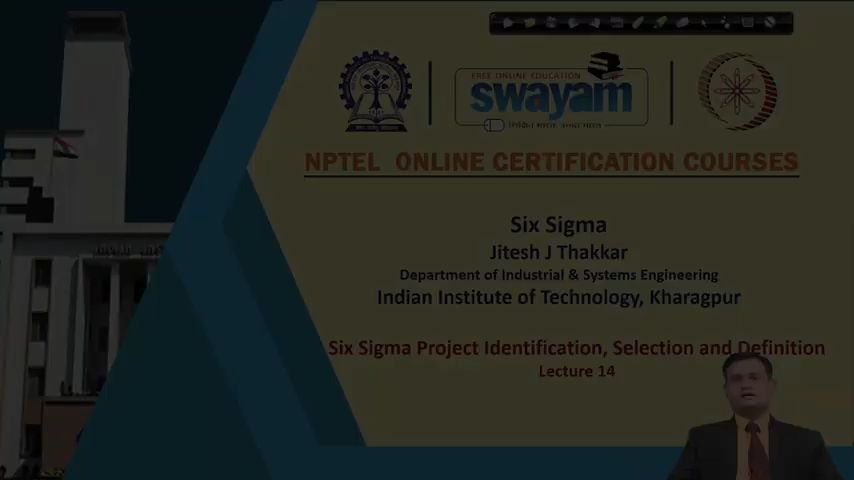 FREE ONLINE EDUCATION
swayam
NPTEL ONLINE CERTIFICATION COURSES
Six Sigma
Jitesh J Thakkar
Department of Industrial & Systems Engineering
Indian Institute of Technology, Kharagpur
Six Sigma Project Identification, Selection and Definition
Lecture 14